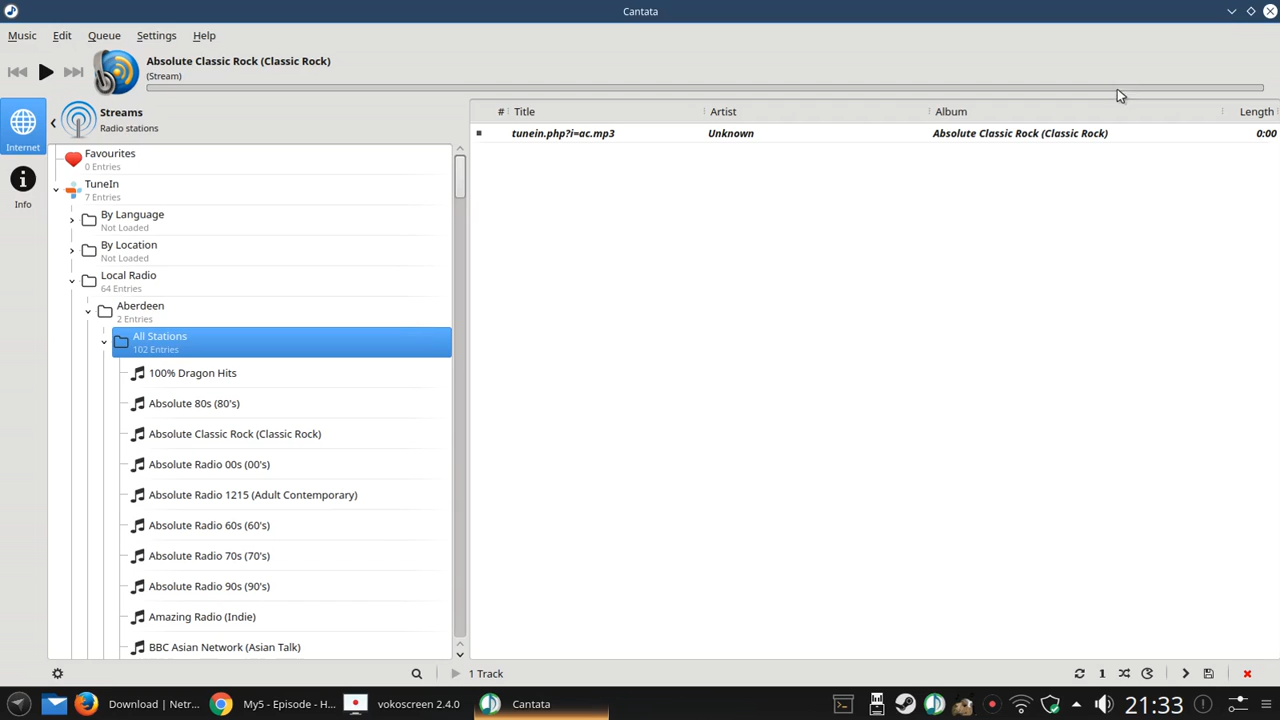 Cantata
Music Edit Queue Settings Help
Absolute Classic Rock (Classic Rock)
(Stream)
Internet
Info
Streams
Radio stations
Favourites
0 Entries
TuneIn
7 Entries
By Language
Not Loaded
By Location
Not Loaded
Local Radio
64 Entries
Aberdeen
2 Entries
All Stations
102 Entries
100% Dragon Hits
Absolute 80s (80's)
Absolute Classic Rock (Classic Rock)
Absolute Radio 00s (00's)
Absolute Radio 1215 (Adult Contemporary)
Absolute Radio 60s (60's)
Absolute Radio 70s (70's)
Absolute Radio 90s (90's)
Amazing Radio (Indie)
BBC Asian Network (Asian Talk)
# Title Artist Album Length
tunein.php?i=ac.mp3 Unknown Absolute Classic Rock (Classic Rock) 0:00
1 Track 1
Download | Netr... My5 - Episode - H... vokoscreen 2.4.0 Cantata 21:33